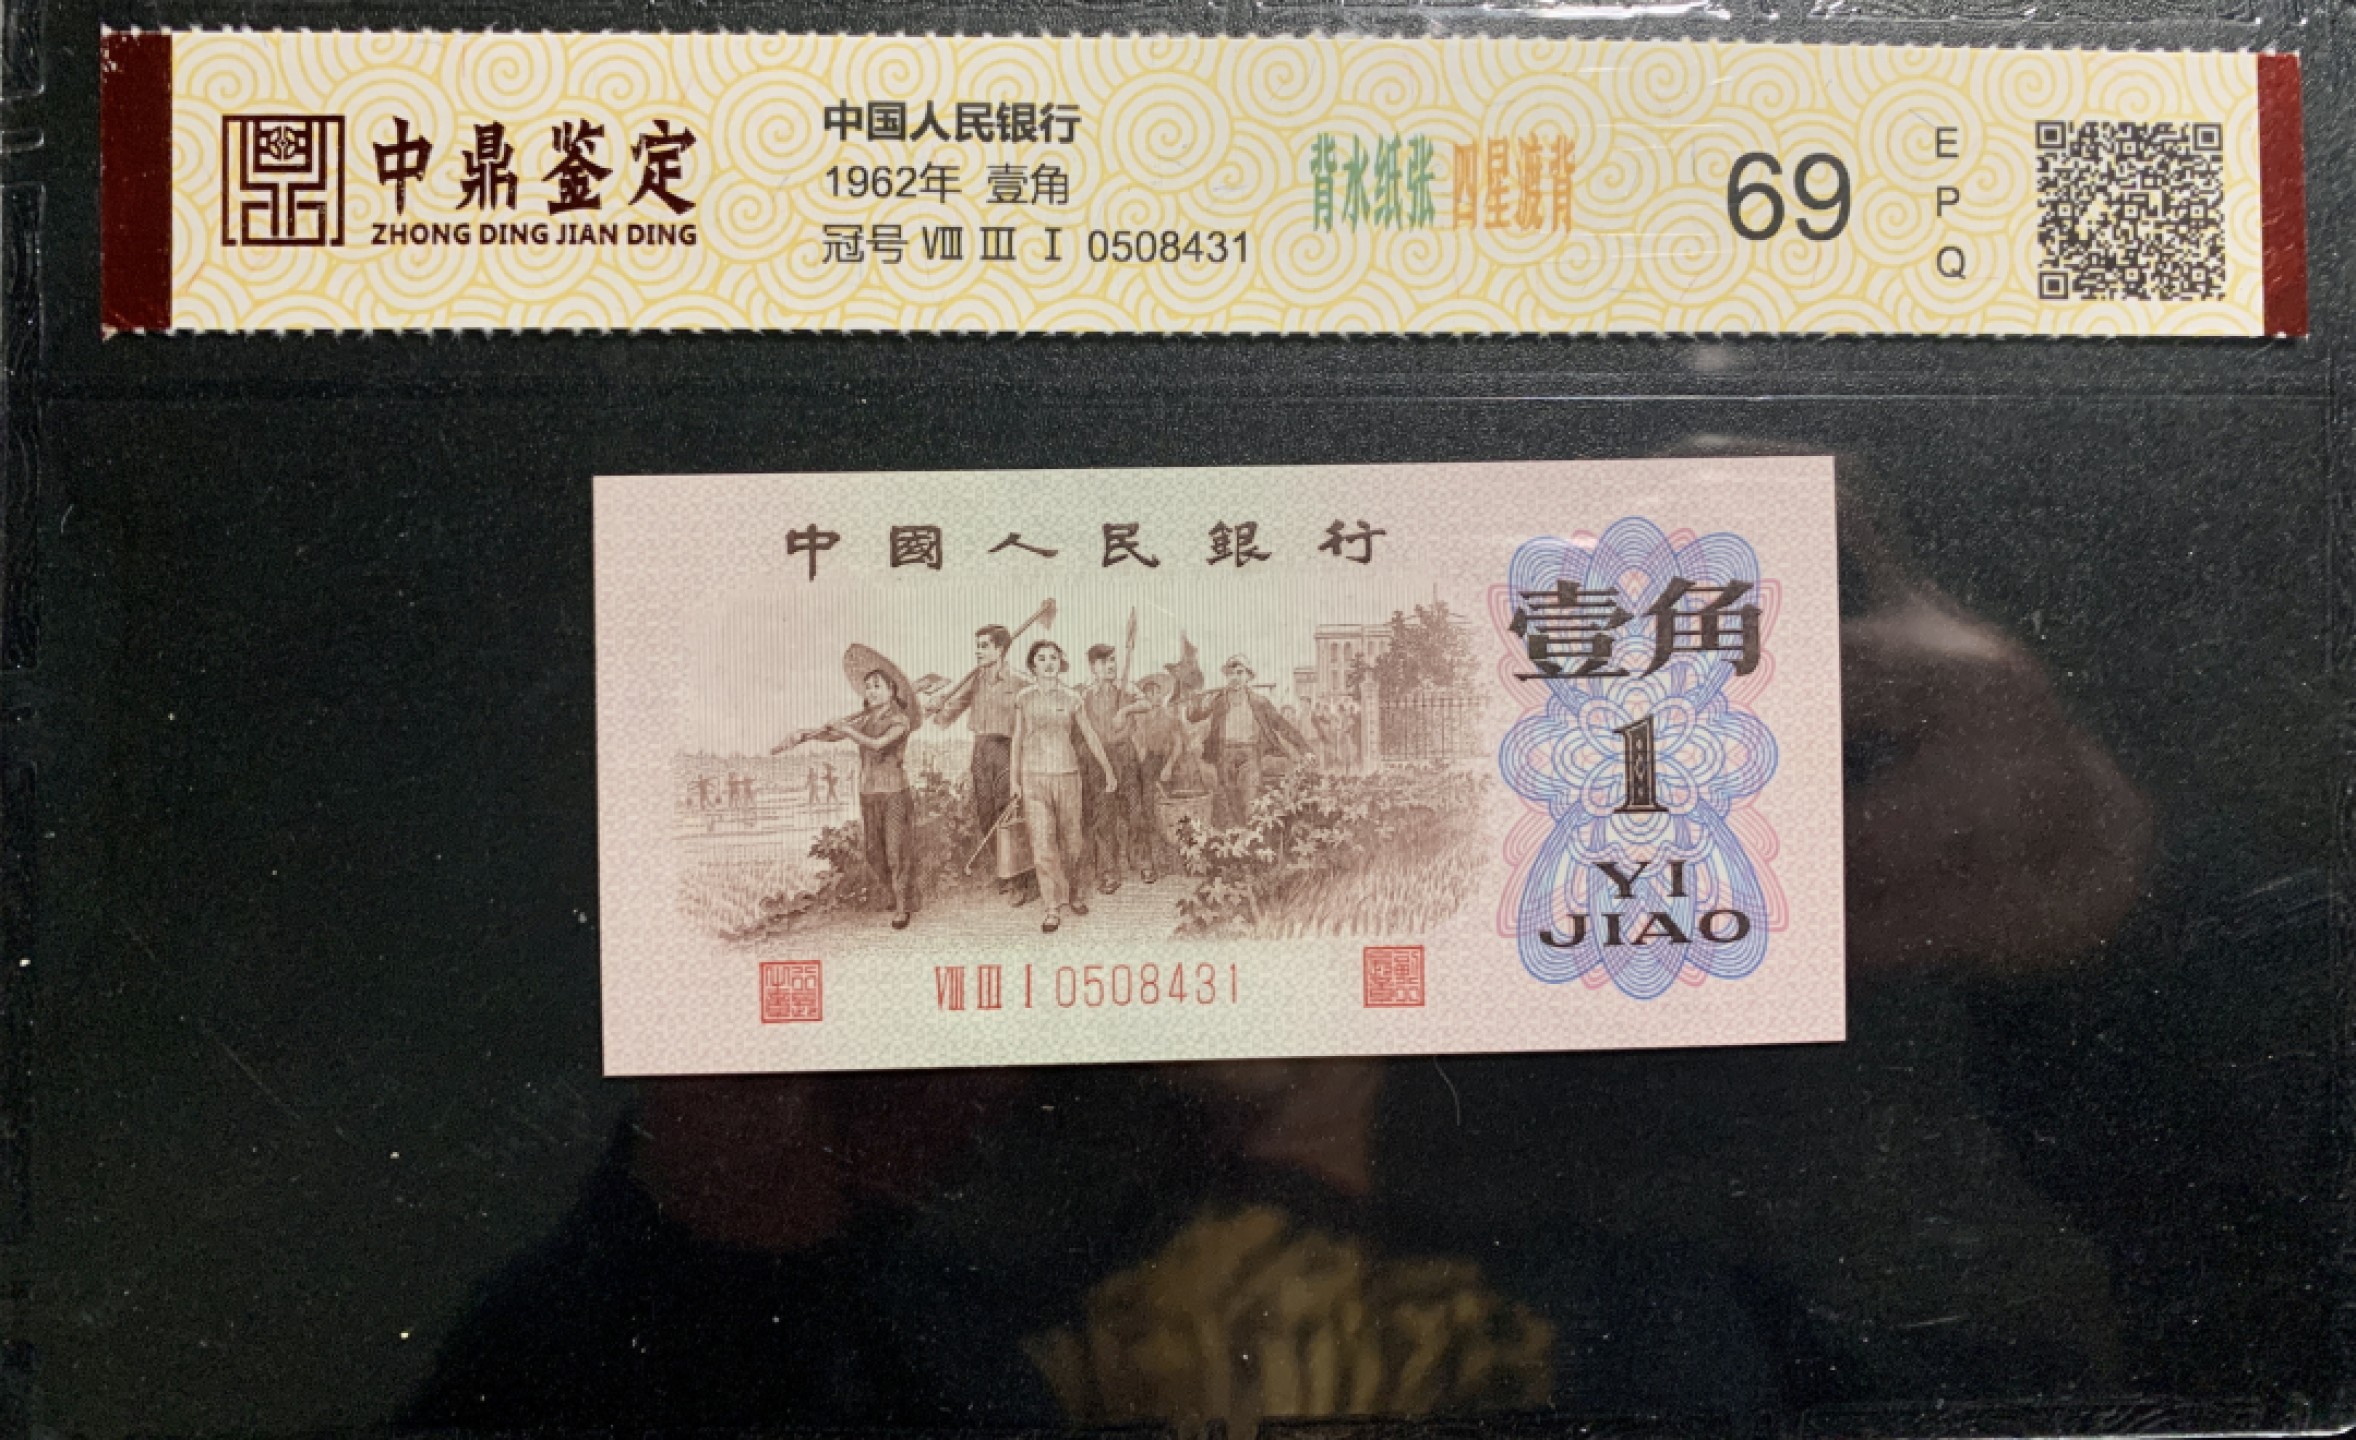 中鼎鉴定
ZHONG DING JIAN DING
中国人民银行
1962年 壹角
冠号 Ⅷ Ⅲ Ⅰ 0508431
背水纸张 四星渡背
69
E
P
Q
中國人民銀行
壹角
1
YI
JIAO
Ⅷ Ⅲ Ⅰ 0508431